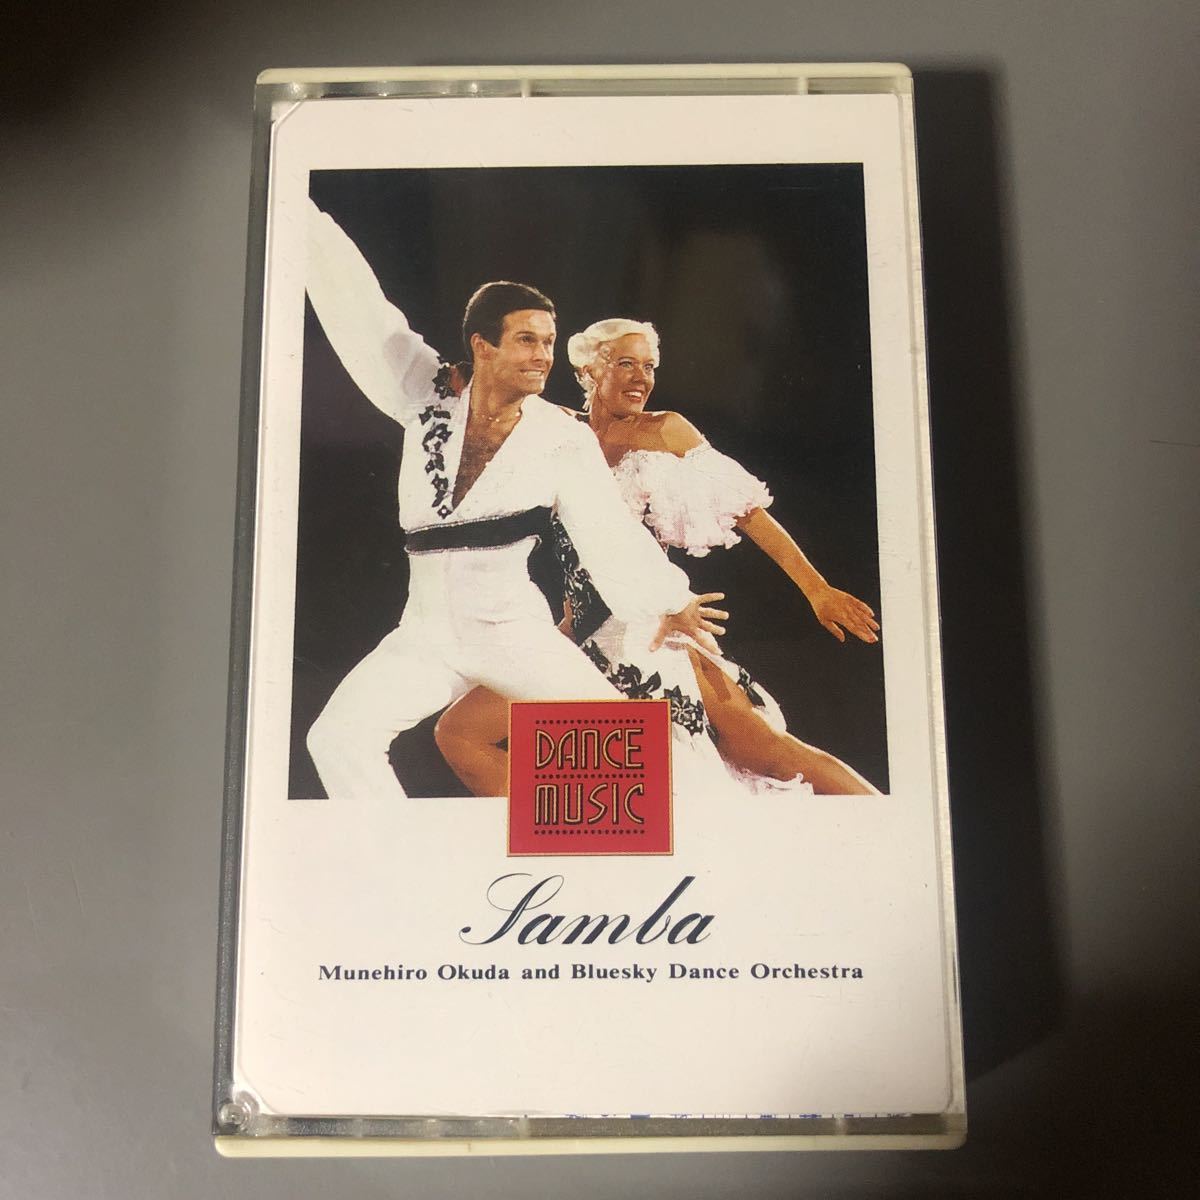 DANCE
MUSIC
Samba
Munehiro Okuda and Bluesky Dance Orchestra